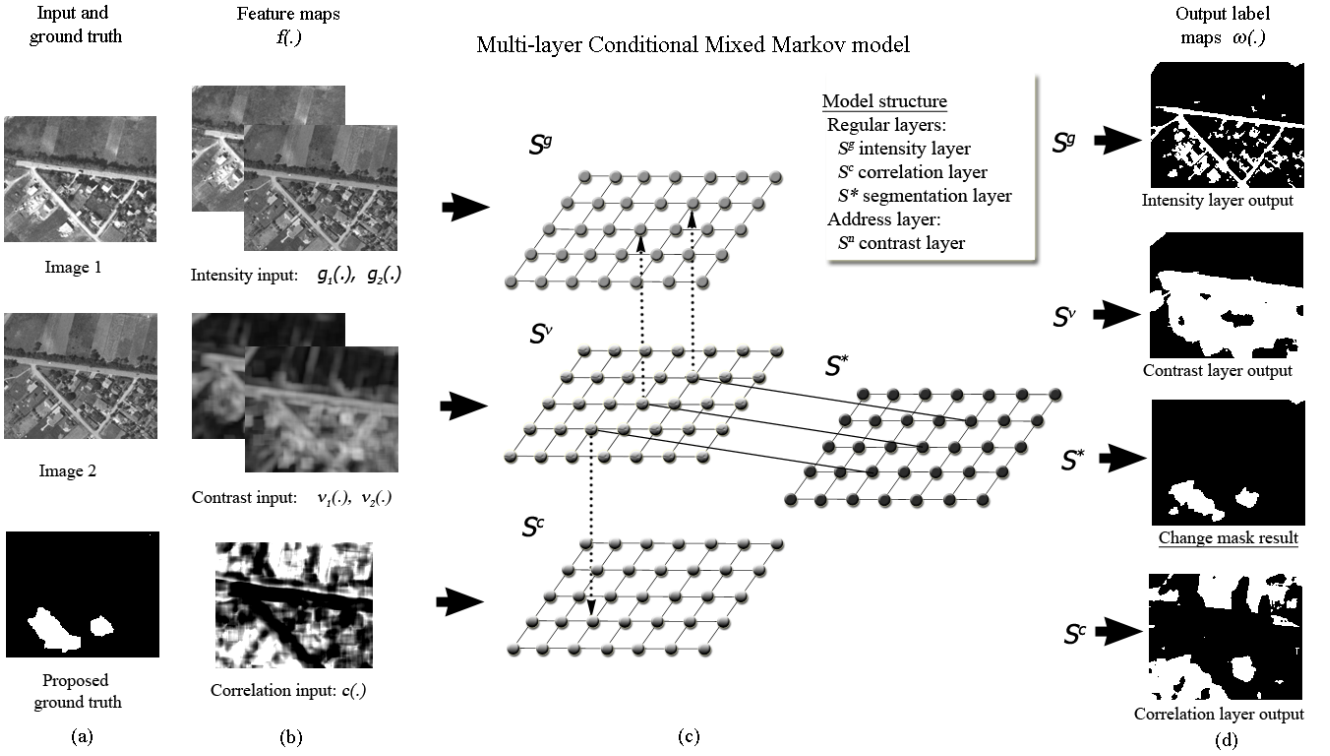 Input and
ground truth
Feature maps
f(.)
Multi-layer Conditional Mixed Markov model
Output label
maps ω(.)
Image 1
Image 2
Proposed
ground truth
(a)
Intensity input: g₁(.), g₂(.)
Contrast input: ν₁(.), ν₂(.)
Correlation input: c(.)
(b)
Sᵍ
Sᵛ
S*
Sᶜ
Model structure
Regular layers:
Sᵍ intensity layer
Sᶜ correlation layer
S* segmentation layer
Address layer:
Sⁿ contrast layer
(c)
Sᵍ
Intensity layer output
Sᵛ
Contrast layer output
S*
Change mask result
Sᶜ
Correlation layer output
(d)